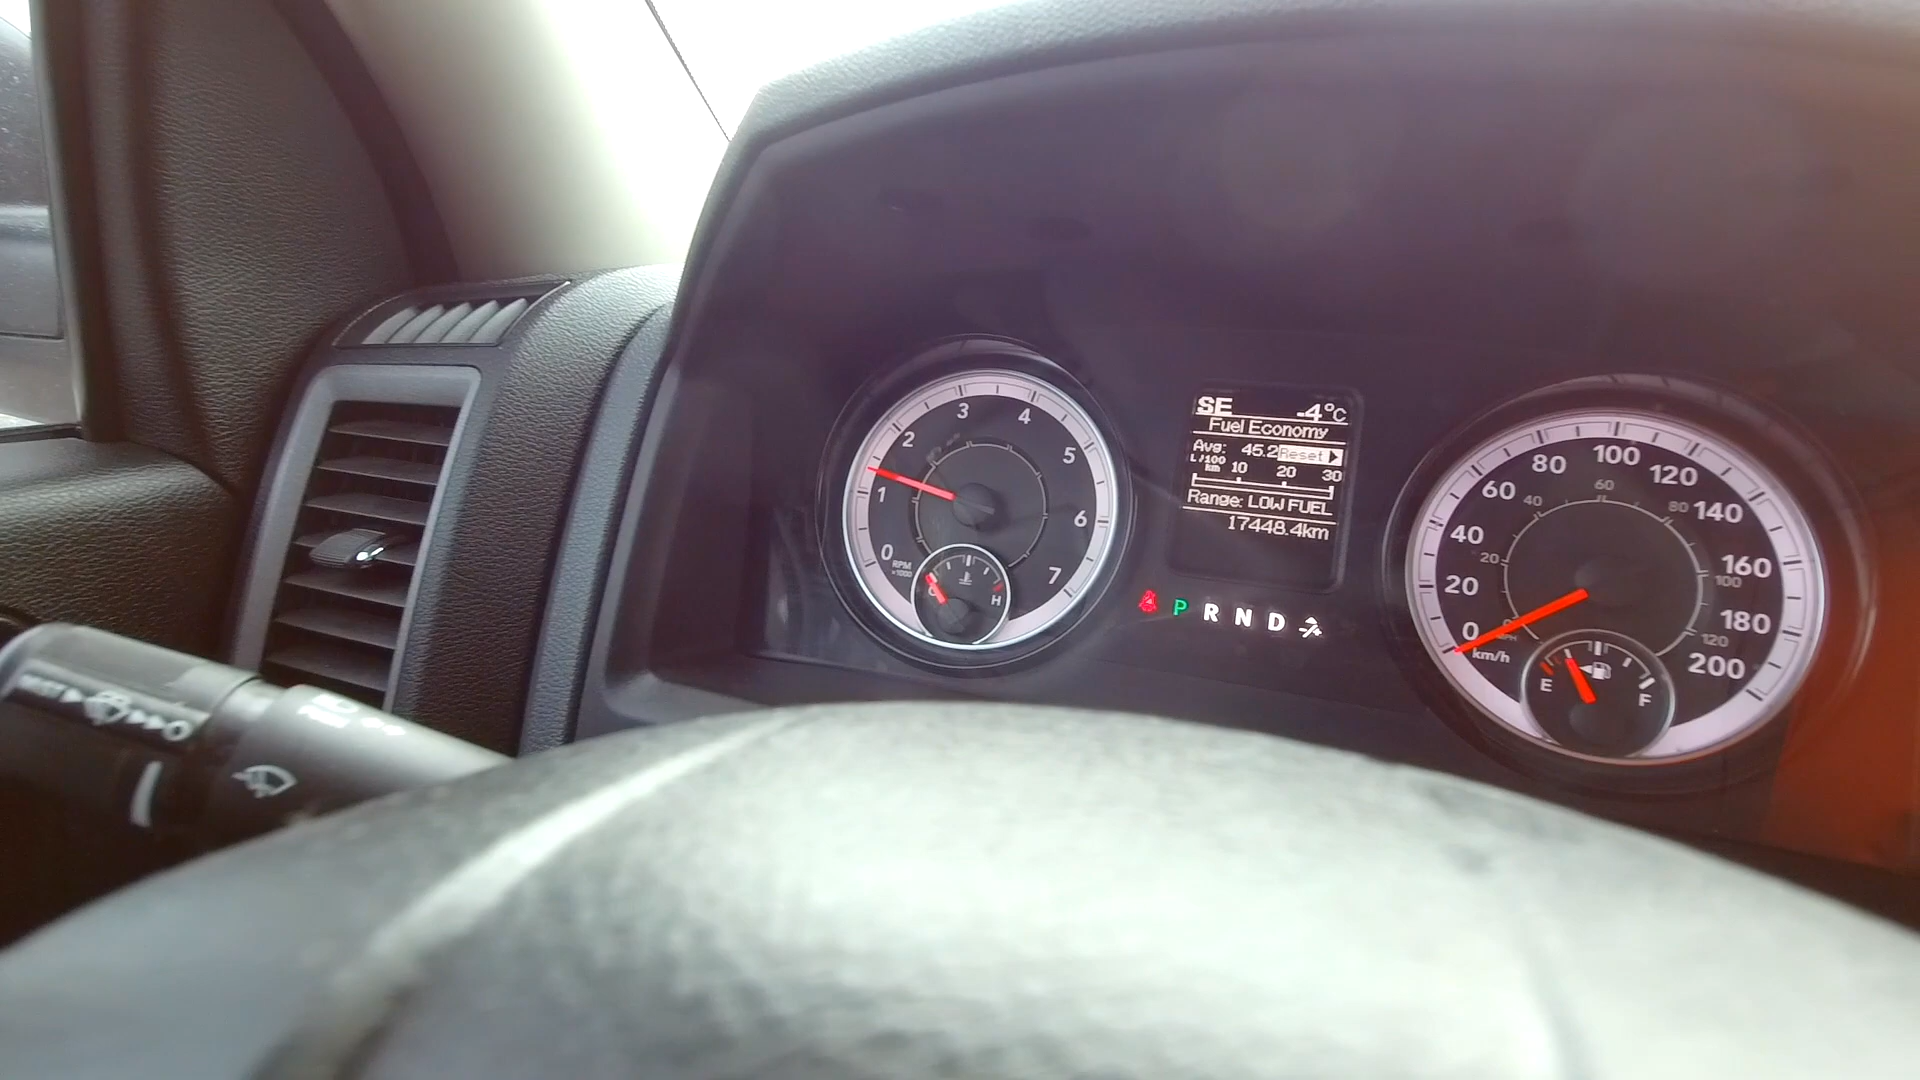 SE -4°C
Fuel Economy
Avg: 45.2 Reset
L/100
km 10 20 30
Range: LOW FUEL
17448.4km
0 1 2 3 4 5 6 7
RPM
x1000
C H
P R N D
0 20 40 60 80 100 120 140 160 180 200
20 40 60 80 100 120
km/h
E F